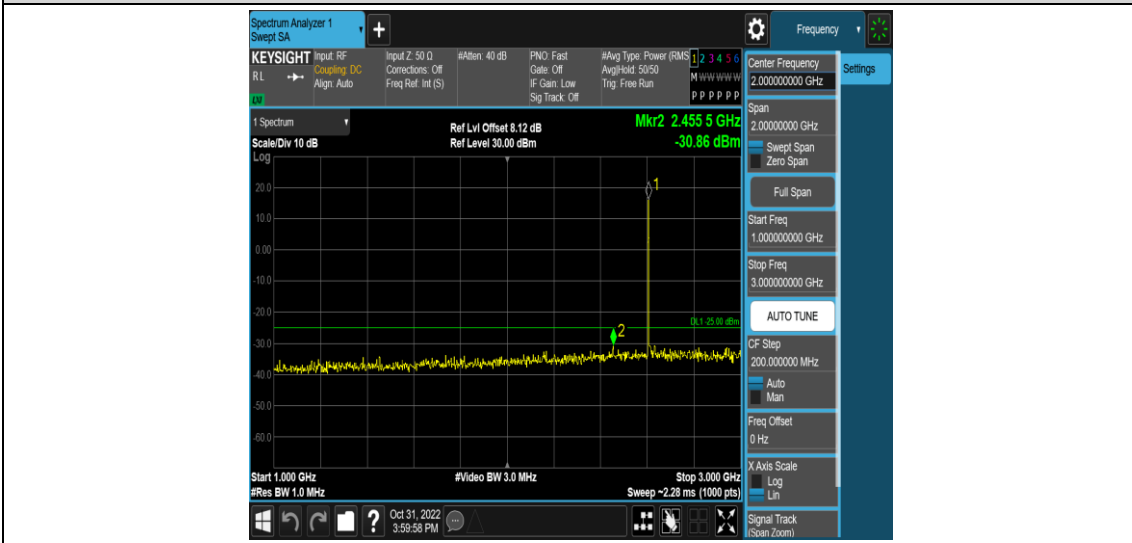 Spectrum Analyzer 1
Swept SA
+
Frequency
KEYSIGHT
Input: RF
Input Z: 50 Ω
#Atten: 40 dB
PNO: Fast
#Avg Type: Power (RMS
1 2 3 4 5 6
RL
Coupling: DC
Corrections: Off
Gate: Off
Avg|Hold: 50/50
M W W W W W
Align: Auto
Freq Ref: Int (S)
IF Gain: Low
Trig: Free Run
P P P P P P
Sig Track: Off
LXI
1 Spectrum
Ref Lvl Offset 8.12 dB
Mkr2 2.455 5 GHz
Scale/Div 10 dB
Ref Level 30.00 dBm
-30.86 dBm
Log
20.0
10.0
0.00
-10.0
-20.0
-30.0
-40.0
-50.0
-60.0
1
2
DL1 -25.00 dBm
Start 1.000 GHz
#Video BW 3.0 MHz
Stop 3.000 GHz
#Res BW 1.0 MHz
Sweep ~2.28 ms (1000 pts)
?
Oct 31, 2022
3:59:58 PM
Center Frequency
2.000000000 GHz
Settings
Span
2.00000000 GHz
Swept Span
Zero Span
Full Span
Start Freq
1.000000000 GHz
Stop Freq
3.000000000 GHz
AUTO TUNE
CF Step
200.000000 MHz
Auto
Man
Freq Offset
0 Hz
X Axis Scale
Log
Lin
Signal Track
(Span Zoom)